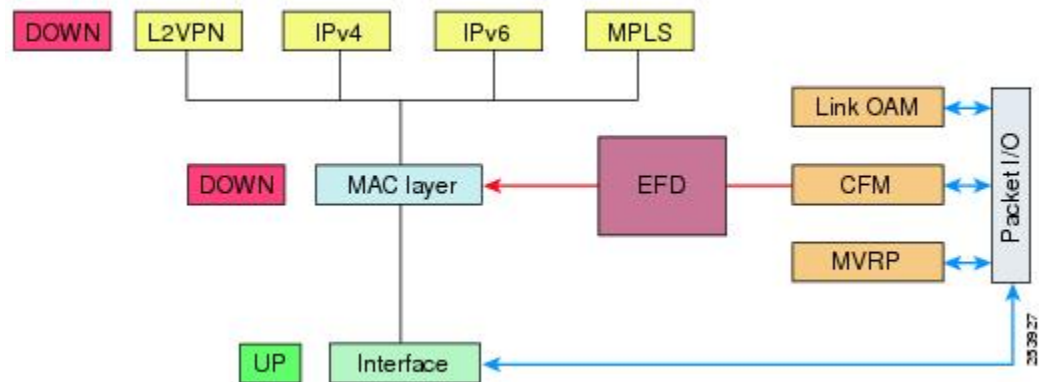 DOWN
L2VPN
IPv4
IPv6
MPLS
Link OAM
DOWN
MAC layer
EFD
CFM
Packet I/O
MVRP
UP
Interface
253927